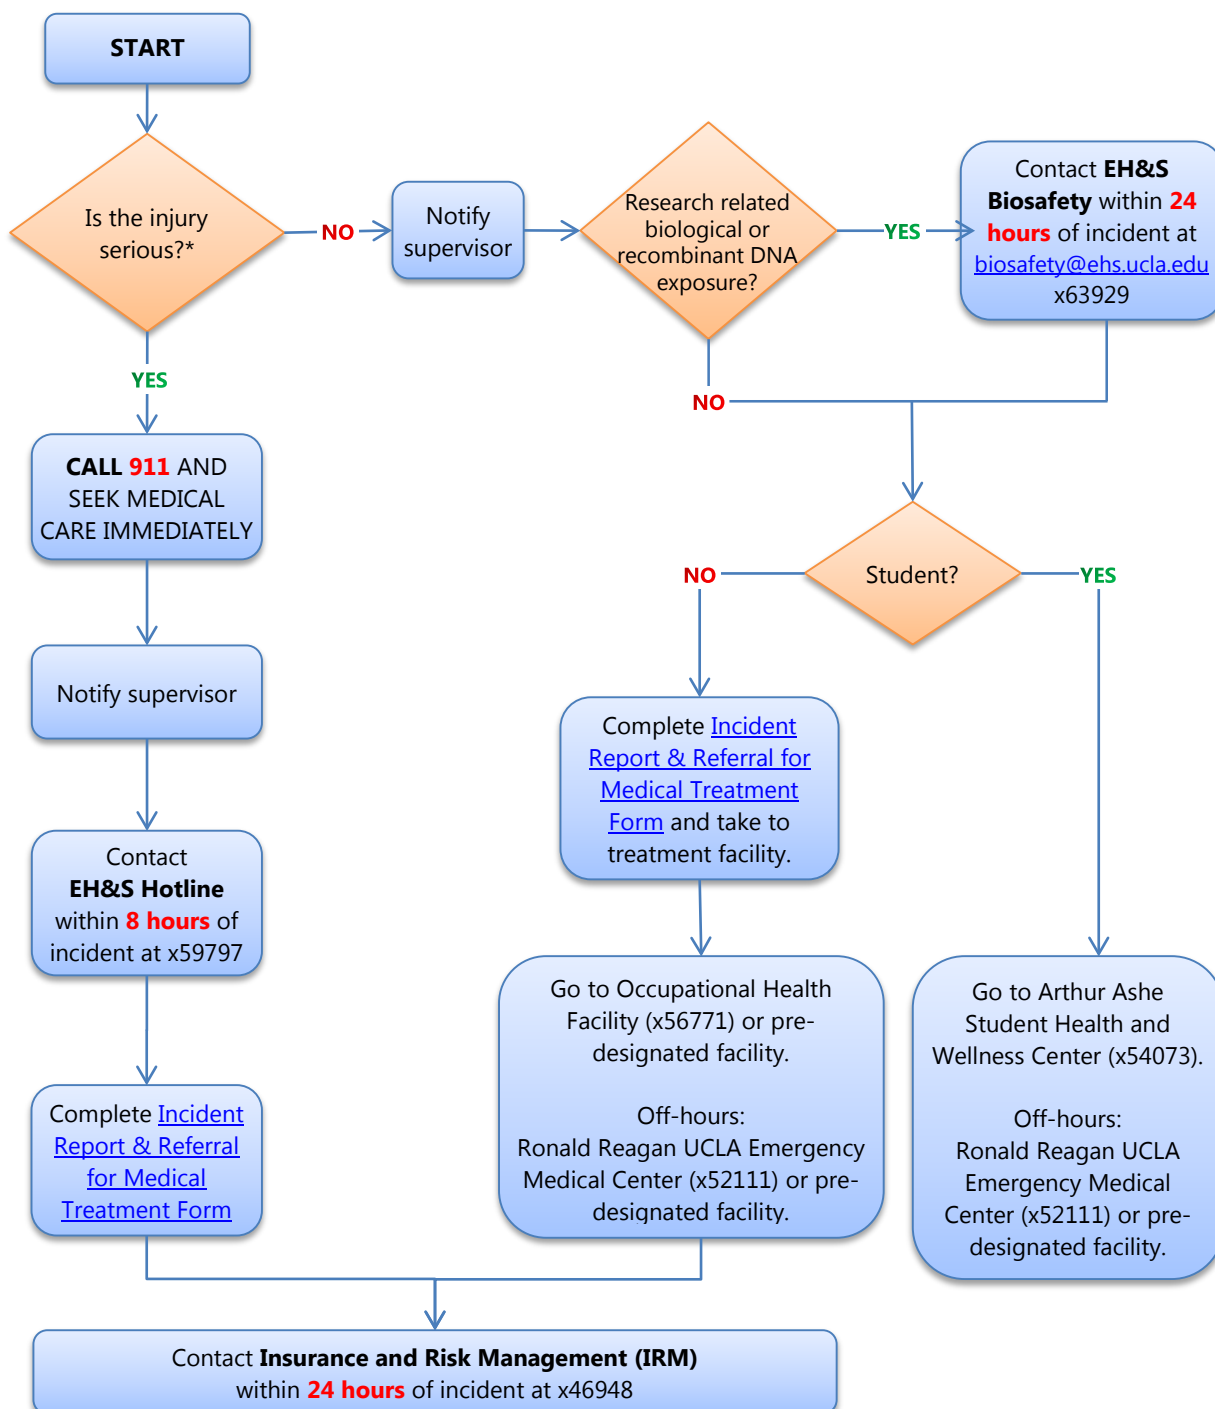 START
Is the injury
serious?*
NO
Notify
supervisor
Research related
biological or
recombinant DNA
exposure?
YES
Contact EH&S
Biosafety within 24
hours of incident at
biosafety@ehs.ucla.edu
x63929
YES
NO
CALL 911 AND
SEEK MEDICAL
CARE IMMEDIATELY
Student?
NO
YES
Notify supervisor
Complete Incident
Report & Referral for
Medical Treatment
Form and take to
treatment facility.
Contact
EH&S Hotline
within 8 hours of
incident at x59797
Go to Occupational Health
Facility (x56771) or pre-
designated facility.
Off-hours:
Ronald Reagan UCLA Emergency
Medical Center (x52111) or pre-
designated facility.
Go to Arthur Ashe
Student Health and
Wellness Center (x54073).
Off-hours:
Ronald Reagan UCLA
Emergency Medical
Center (x52111) or pre-
designated facility.
Complete Incident
Report & Referral
for Medical
Treatment Form
Contact Insurance and Risk Management (IRM)
within 24 hours of incident at x46948